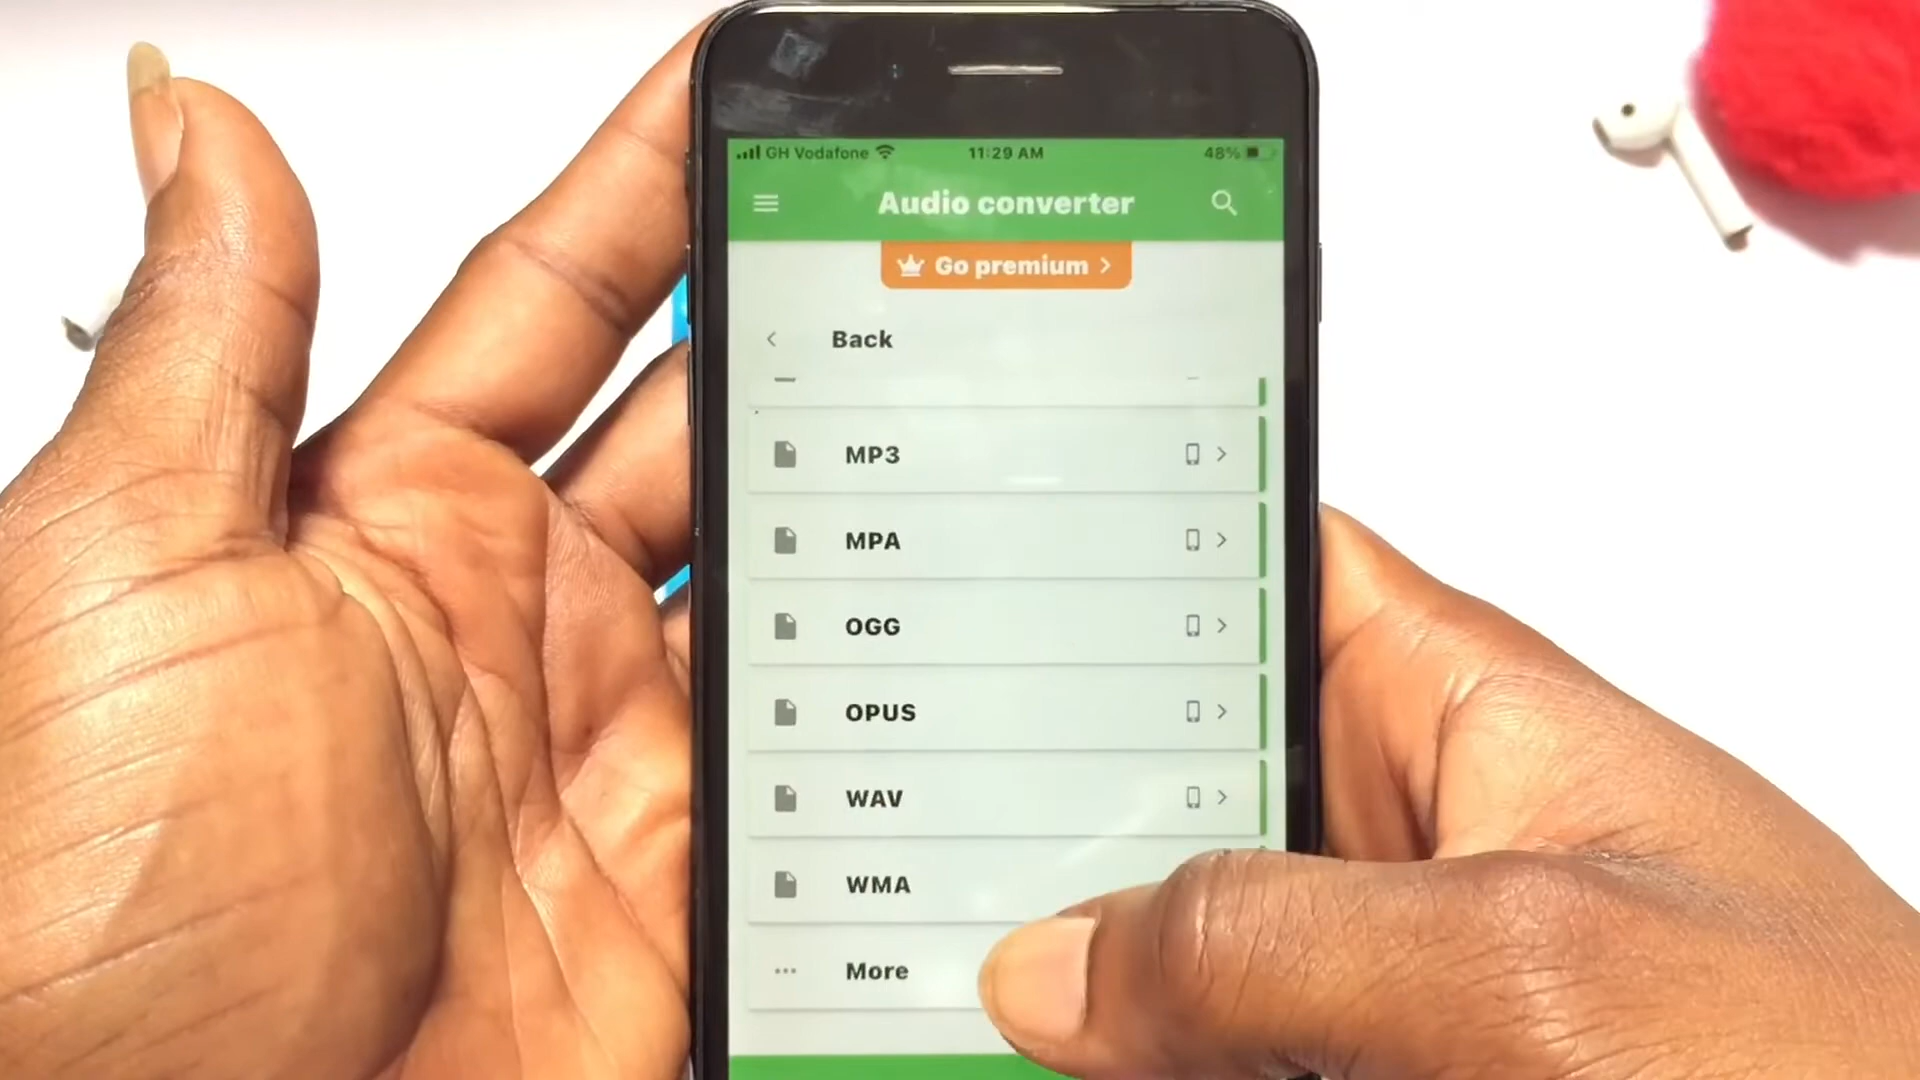 GH Vodafone 11:29 AM 48%
Audio converter
Go premium
Back
MP3
MPA
OGG
OPUS
WAV
WMA
More